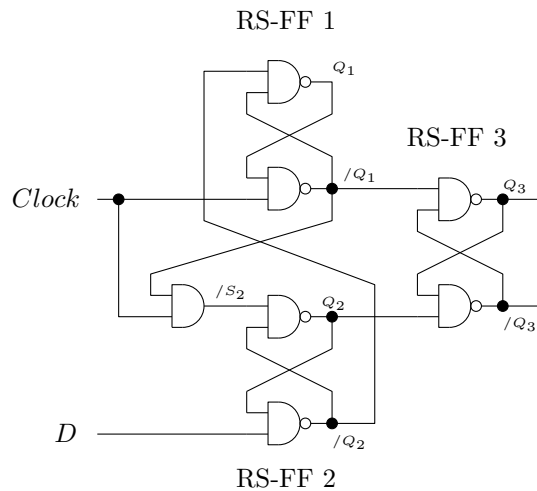 RS-FF 1
Q1
RS-FF 3
/Q1
Clock
Q3
/S2
Q2
/Q3
D
/Q2
RS-FF 2